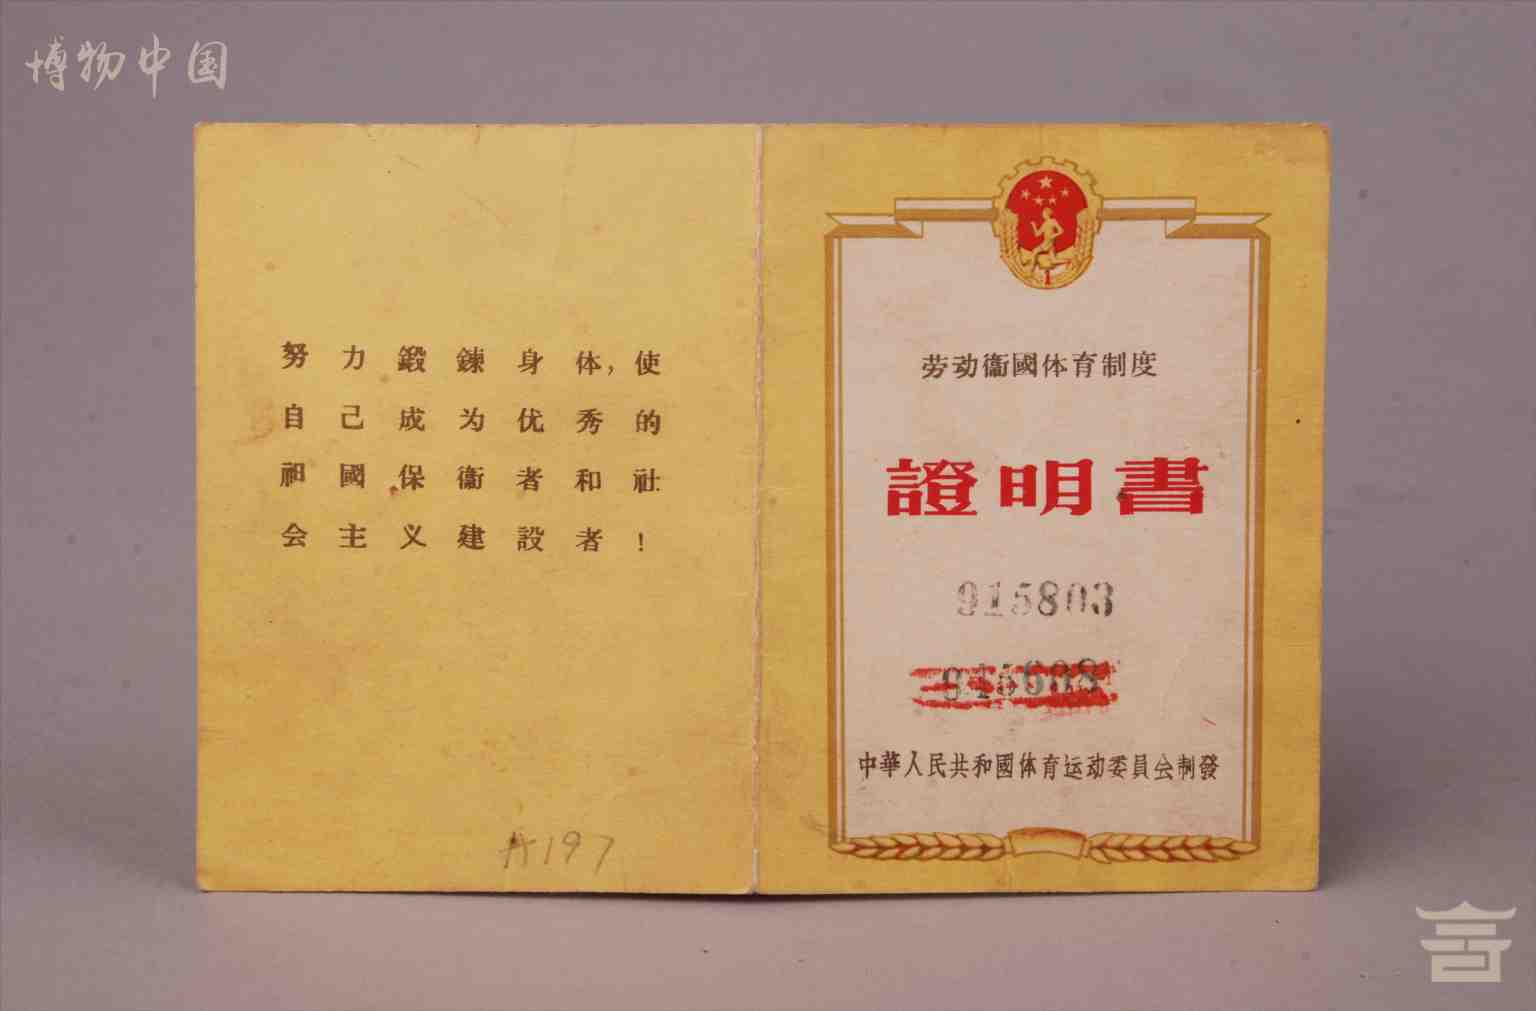 博物中国
努力鍛鍊身体，使
自己成为优秀的
祖國保衞者和社
会主义建設者！
A197
1
劳动衞國体育制度
證明書
915803
中華人民共和國体育运动委員会制發